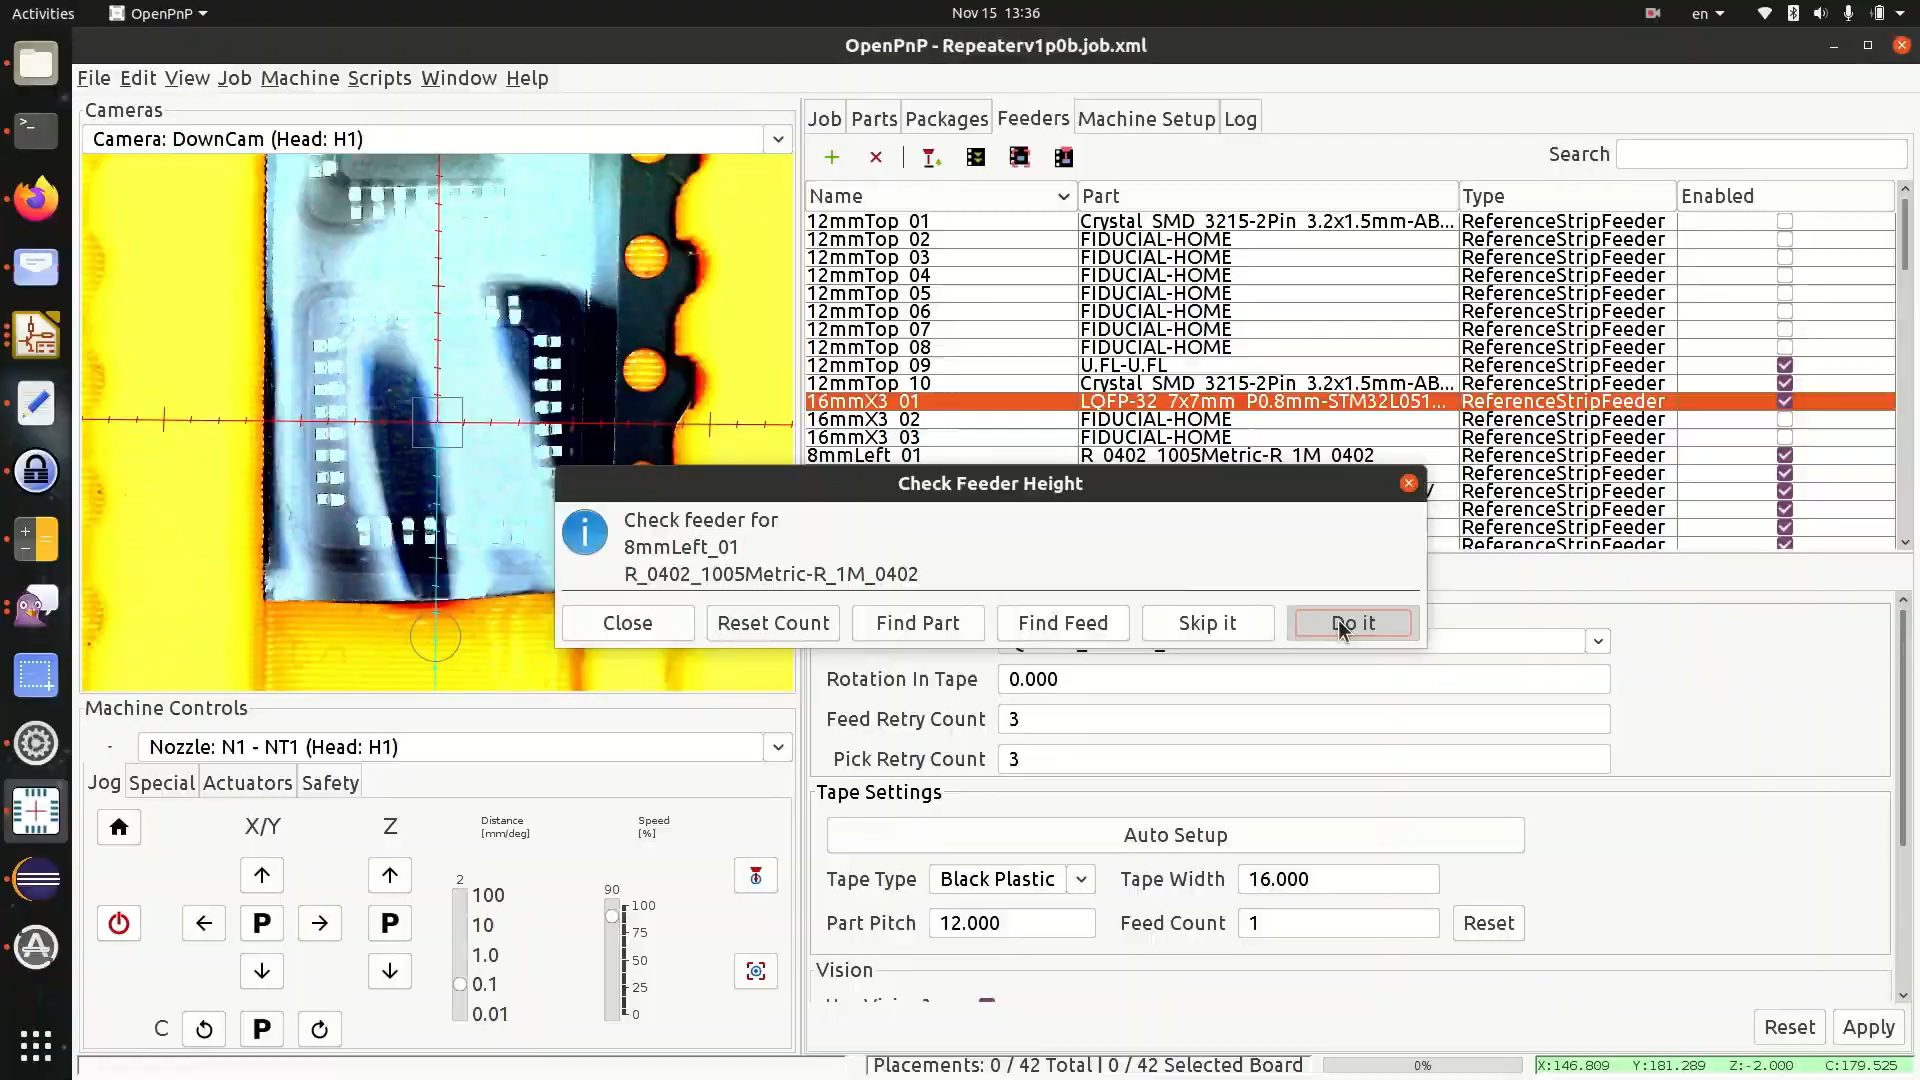 Activities
OpenPnP
Nov 15 13:36
en
OpenPnP - Repeaterv1p0b.job.xml
File Edit View Job Machine Scripts Window Help
Cameras
Camera: DownCam (Head: H1)
Job Parts Packages Feeders Machine Setup Log
Search
Name Part Type Enabled
12mmTop_01 Crystal_SMD_3215-2Pin_3.2x1.5mm-AB... ReferenceStripFeeder
12mmTop_02 FIDUCIAL-HOME ReferenceStripFeeder
12mmTop_03 FIDUCIAL-HOME ReferenceStripFeeder
12mmTop_04 FIDUCIAL-HOME ReferenceStripFeeder
12mmTop_05 FIDUCIAL-HOME ReferenceStripFeeder
12mmTop_06 FIDUCIAL-HOME ReferenceStripFeeder
12mmTop_07 FIDUCIAL-HOME ReferenceStripFeeder
12mmTop_08 FIDUCIAL-HOME ReferenceStripFeeder
12mmTop_09 U.FL-U.FL ReferenceStripFeeder
12mmTop_10 Crystal_SMD_3215-2Pin_3.2x1.5mm-AB... ReferenceStripFeeder
16mmX3_01 LQFP-32_7x7mm_P0.8mm-STM32L051... ReferenceStripFeeder
16mmX3_02 FIDUCIAL-HOME ReferenceStripFeeder
16mmX3_03 FIDUCIAL-HOME ReferenceStripFeeder
8mmLeft_01 R_0402_1005Metric-R_1M_0402 ReferenceStripFeeder
ReferenceStripFeeder
ReferenceStripFeeder
ReferenceStripFeeder
ReferenceStripFeeder
ReferenceStripFeeder
Check Feeder Height
Check feeder for
8mmLeft_01
R_0402_1005Metric-R_1M_0402
Close Reset Count Find Part Find Feed Skip it Do it
Rotation In Tape 0.000
Feed Retry Count 3
Pick Retry Count 3
Tape Settings
Auto Setup
Tape Type Black Plastic Tape Width 16.000
Part Pitch 12.000 Feed Count 1 Reset
Vision
Reset Apply
Machine Controls
Nozzle: N1 - NT1 (Head: H1)
Jog Special Actuators Safety
X/Y Z
Distance
[mm/deg]
Speed
[%]
2
100
10
1.0
0.1
0.01
90
100
75
50
25
0
P P
C P
Placements: 0 / 42 Total | 0 / 42 Selected Board
0%
X:146.809 Y:181.289 Z:-2.000 C:179.525